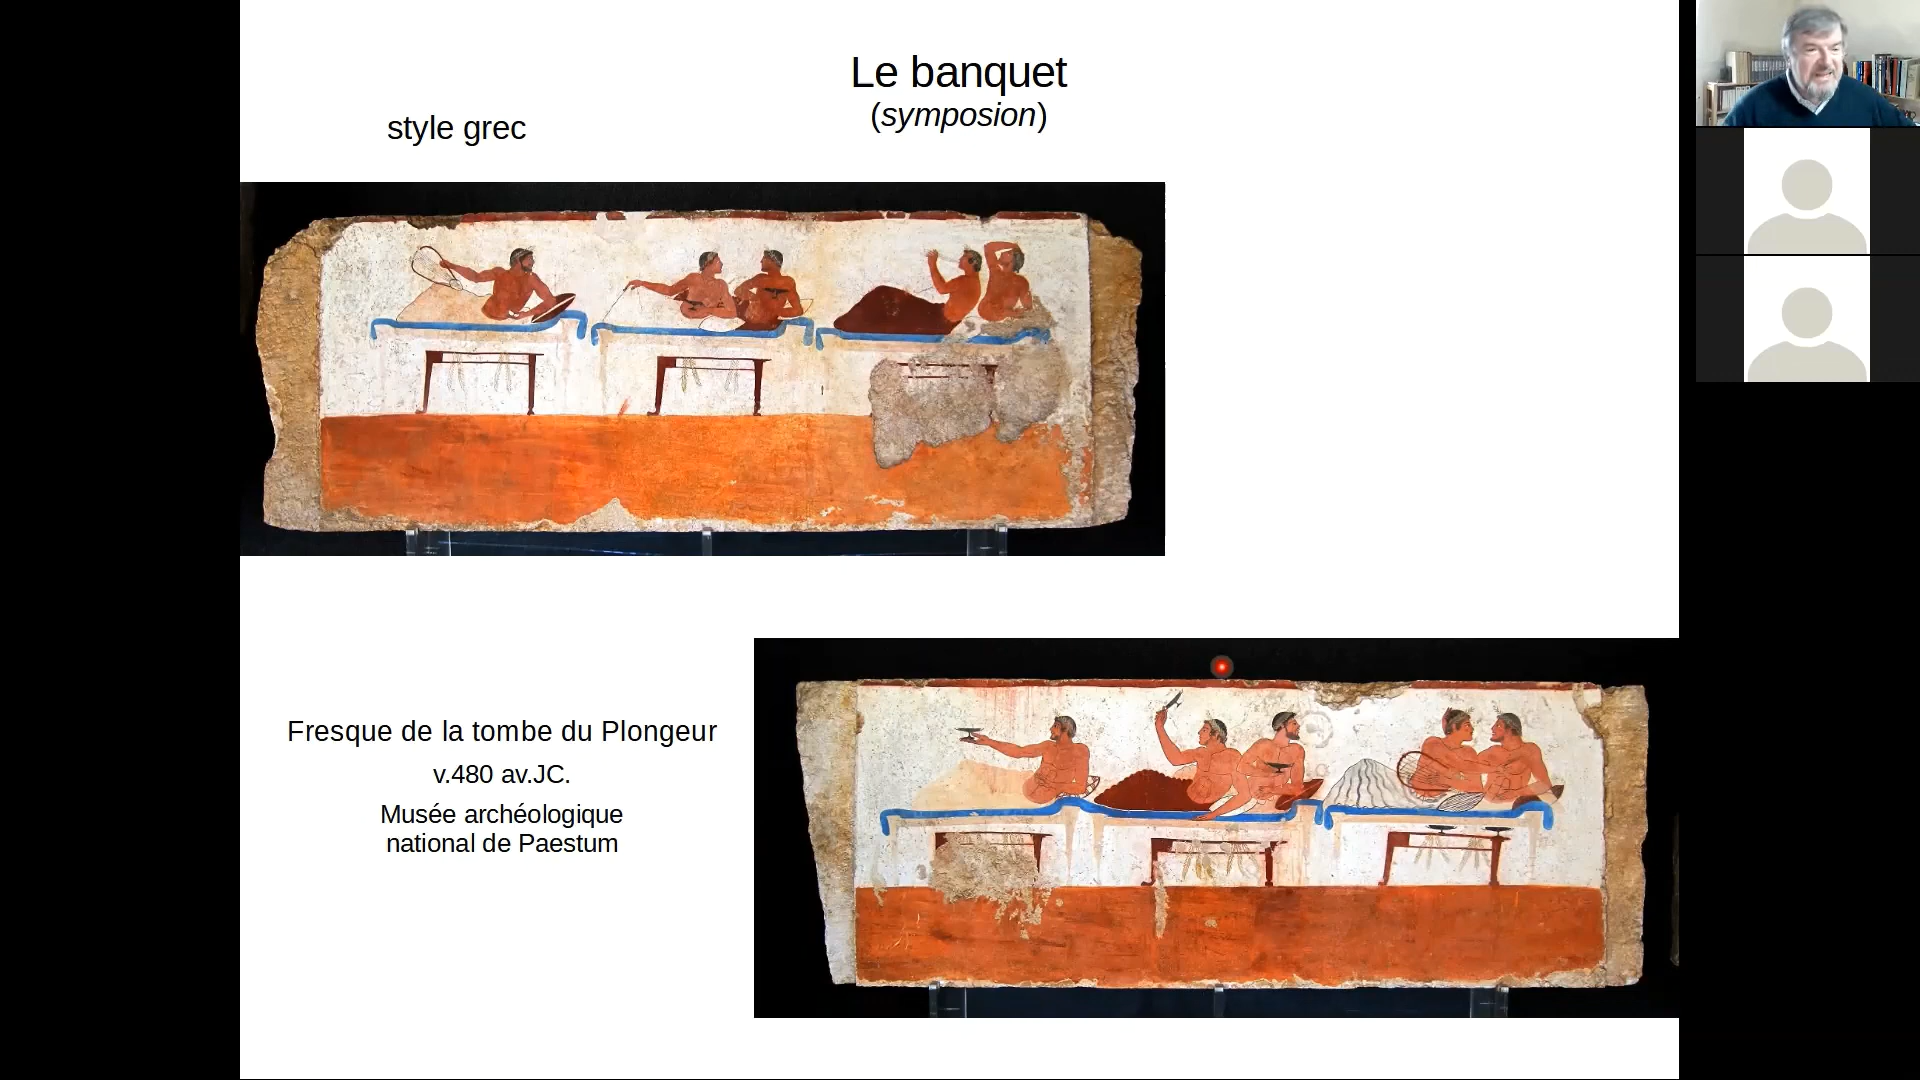 Le banquet
(symposion)
style grec
Fresque de la tombe du Plongeur
v.480 av.JC.
Musée archéologique
national de Paestum